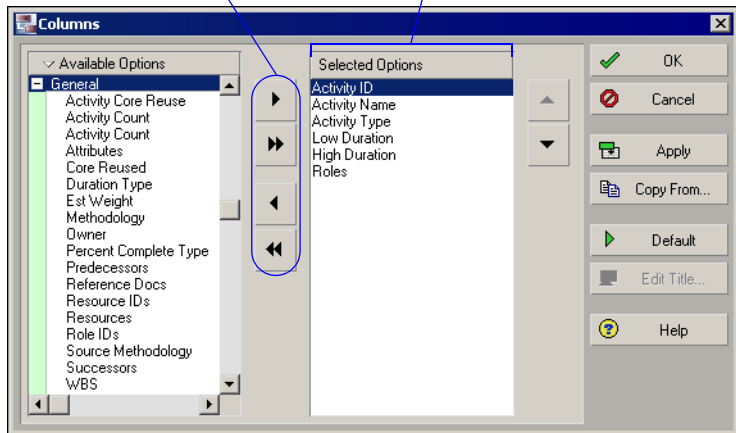 Columns
Available Options
General
Activity Core Reuse
Activity Count
Activity Count
Attributes
Core Reused
Duration Type
Est Weight
Methodology
Owner
Percent Complete Type
Predecessors
Reference Docs
Resource IDs
Resources
Role IDs
Source Methodology
Successors
WBS
Selected Options
Activity ID
Activity Name
Activity Type
Low Duration
High Duration
Roles
OK
Cancel
Apply
Copy From...
Default
Edit Title...
Help